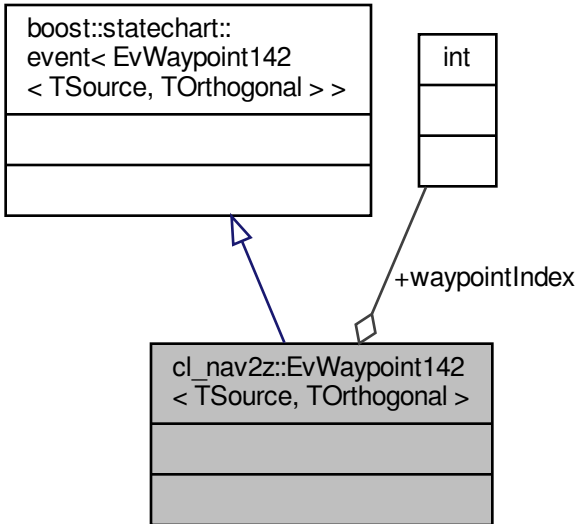 boost::statechart::
event< EvWaypoint142
< TSource, TOrthogonal > >
int
+waypointIndex
cl_nav2z::EvWaypoint142
< TSource, TOrthogonal >